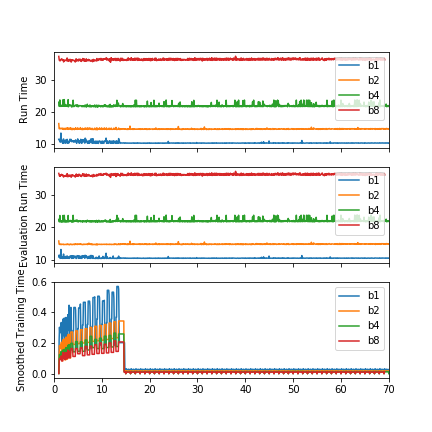 Run Time
30
20
10
b1
b2
b4
b8
Evaluation Run Time
30
20
10
b1
b2
b4
b8
Smoothed Training Time
0.6
0.4
0.2
0.0
b1
b2
b4
b8
0 10 20 30 40 50 60 70